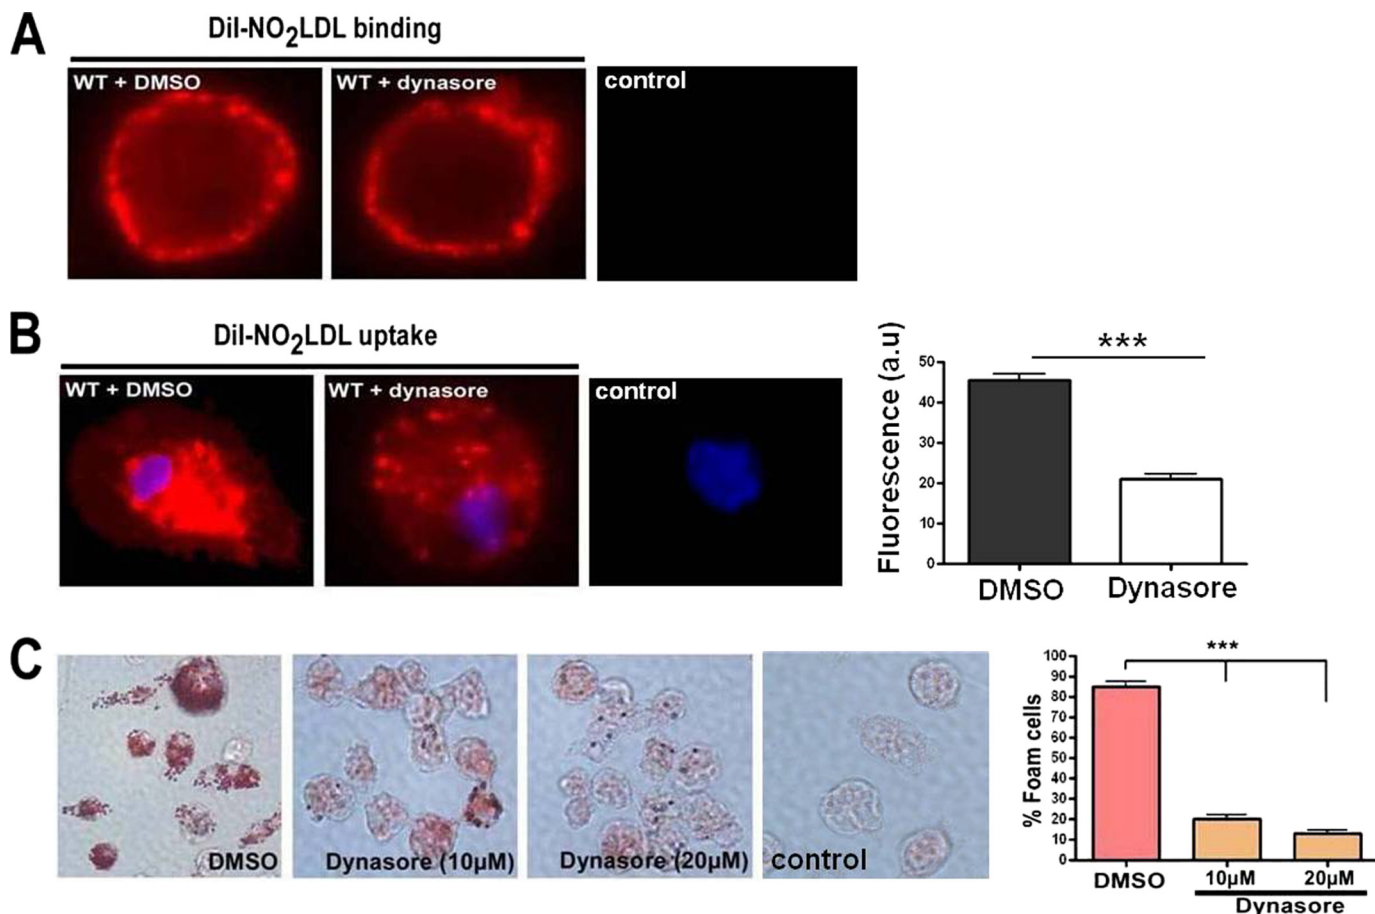 A
DiI-NO2LDL binding
WT + DMSO
WT + dynasore
control
B
DiI-NO2LDL uptake
WT + DMSO
WT + dynasore
control
Fluorescence (a.u)
50
40
30
20
10
0
***
DMSO
Dynasore
C
DMSO
Dynasore (10µM)
Dynasore (20µM)
control
% Foam cells
100
90
80
70
60
50
40
30
20
10
0
***
DMSO
10µM
20µM
Dynasore